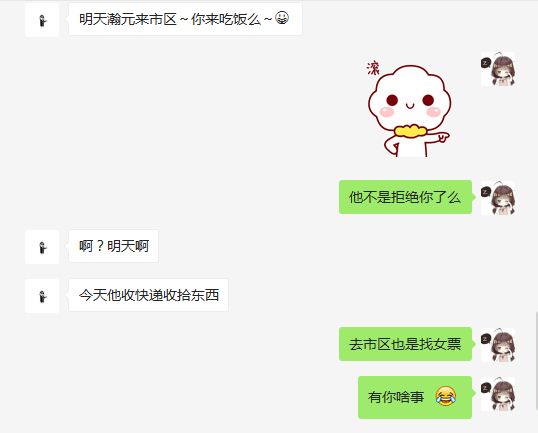 明天瀚元来市区～你来吃饭么～😀
滚
他不是拒绝你了么
啊？明天啊
今天他收快递收拾东西
去市区也是找女票
有你啥事 😂